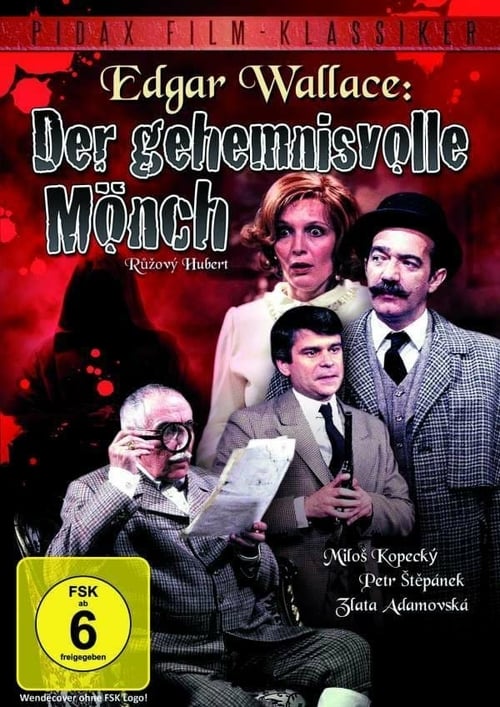 PIDAX FILM-KLASSIKER
Edgar Wallace:
Der geheimnisvolle
Mönch
Růžový Hubert
Miloš Kopecký
Petr Štěpánek
Zlata Adamovská
FSK
ab
6
freigegeben
Wendecover ohne FSK Logo!